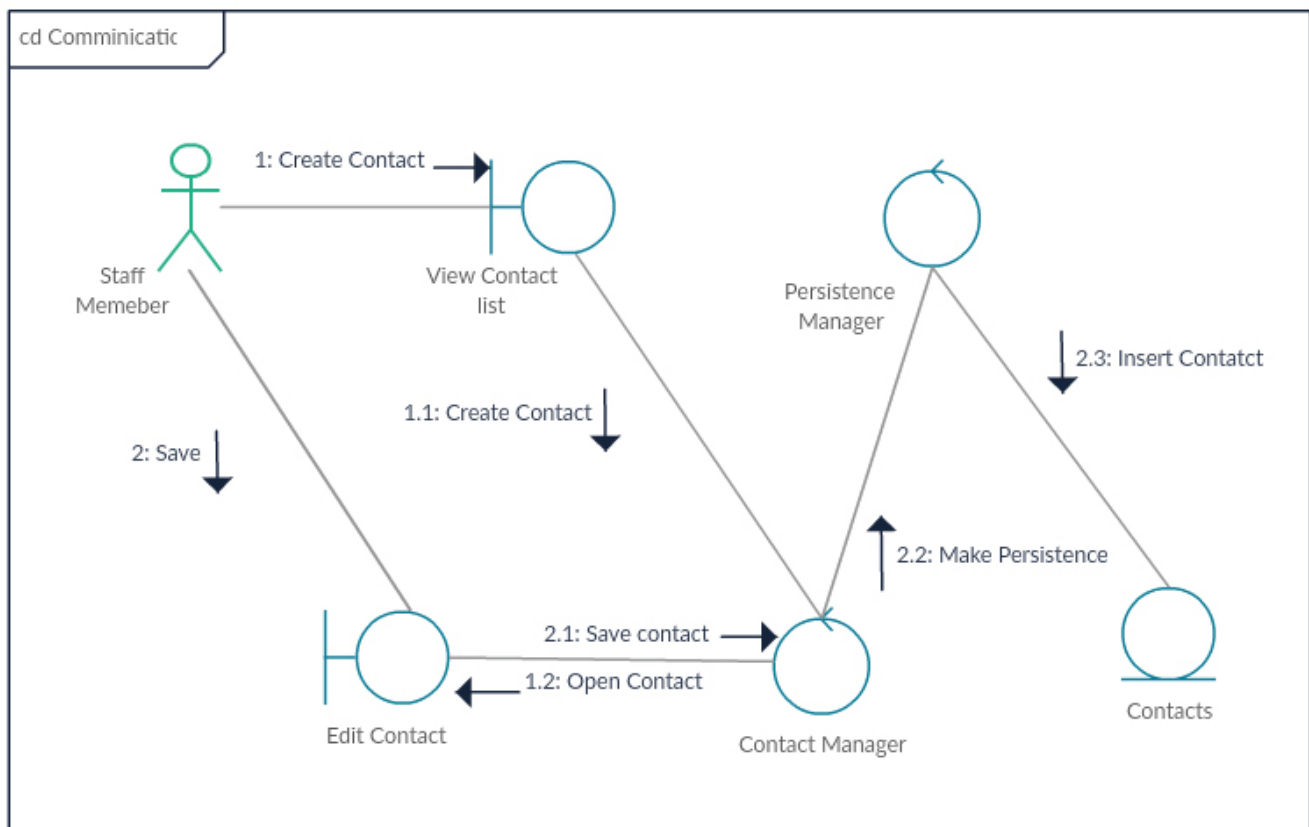 cd Comminicatic
1: Create Contact
Staff
Memeber
View Contact
list
Persistence
Manager
2.3: Insert Contatct
1.1: Create Contact
2: Save
2.2: Make Persistence
2.1: Save contact
1.2: Open Contact
Edit Contact
Contact Manager
Contacts